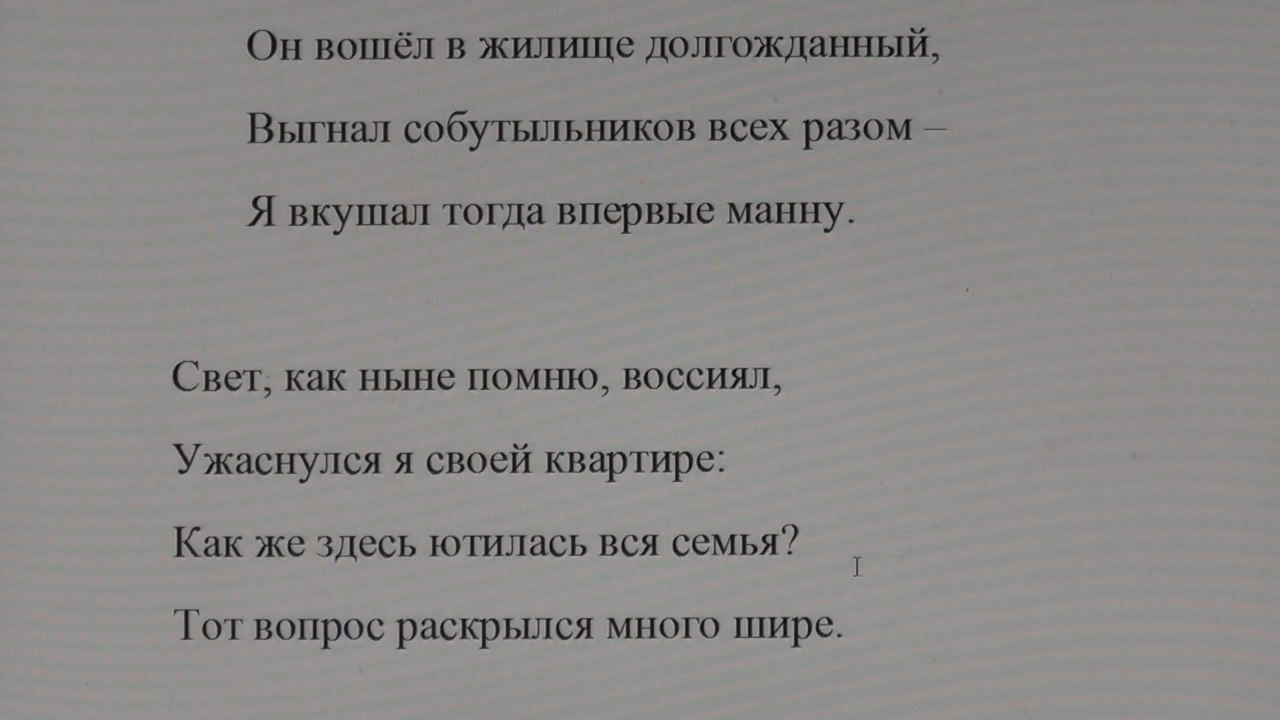 Он вошёл в жилище долгожданный,
Выгнал собутыльников всех разом –
Я вкушал тогда впервые манну.
Свет, как ныне помню, воссиял,
Ужаснулся я своей квартире:
Как же здесь ютилась вся семья?
Тот вопрос раскрылся много шире.